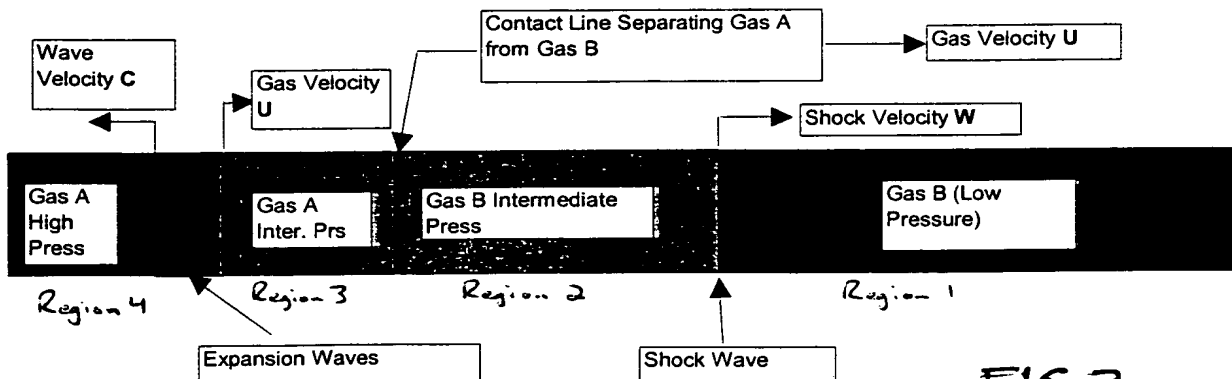 Contact Line Separating Gas A
from Gas B
Gas Velocity U
Wave
Velocity C
Gas Velocity
U
Shock Velocity W
Gas A
High
Press
Gas A
Inter. Prs
Gas B Intermediate
Press
Gas B (Low
Pressure)
Region 4
Region 3
Region 2
Region 1
Expansion Waves
Shock Wave